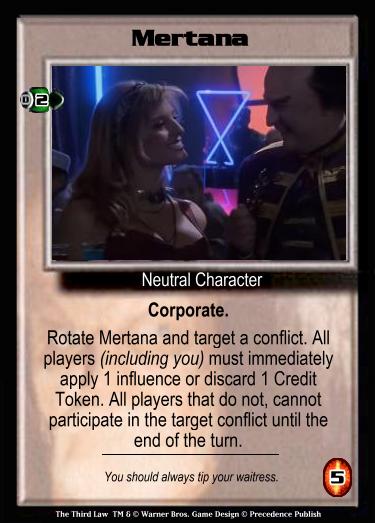 Mertana
D 2
Neutral Character
Corporate.
Rotate Mertana and target a conflict. All
players (including you) must immediately
apply 1 influence or discard 1 Credit
Token. All players that do not, cannot
participate in the target conflict until the
end of the turn.
You should always tip your waitress.
5
The Third Law TM & © Warner Bros. Game Design © Precedence Publish